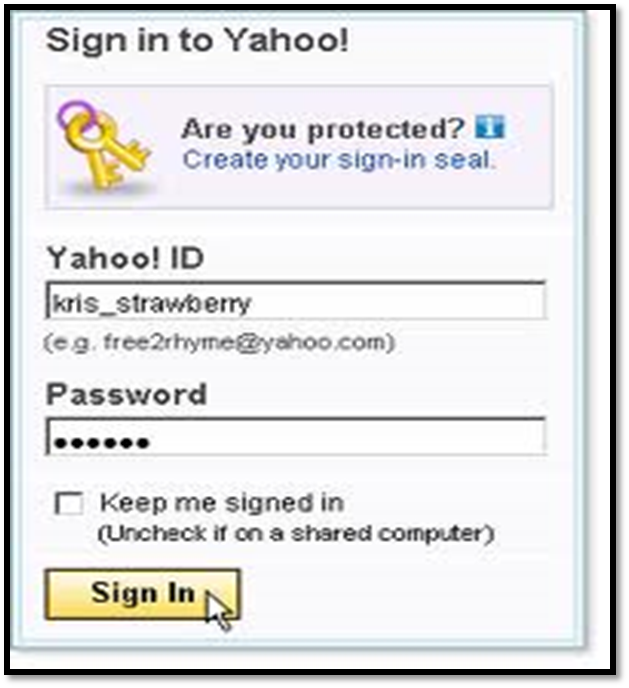 Sign in to Yahoo!
Are you protected?
Create your sign-in seal.
Yahoo! ID
kris_strawberry
(e.g. free2rhyme@yahoo.com)
Password
••••••
Keep me signed in
(Uncheck if on a shared computer)
Sign In